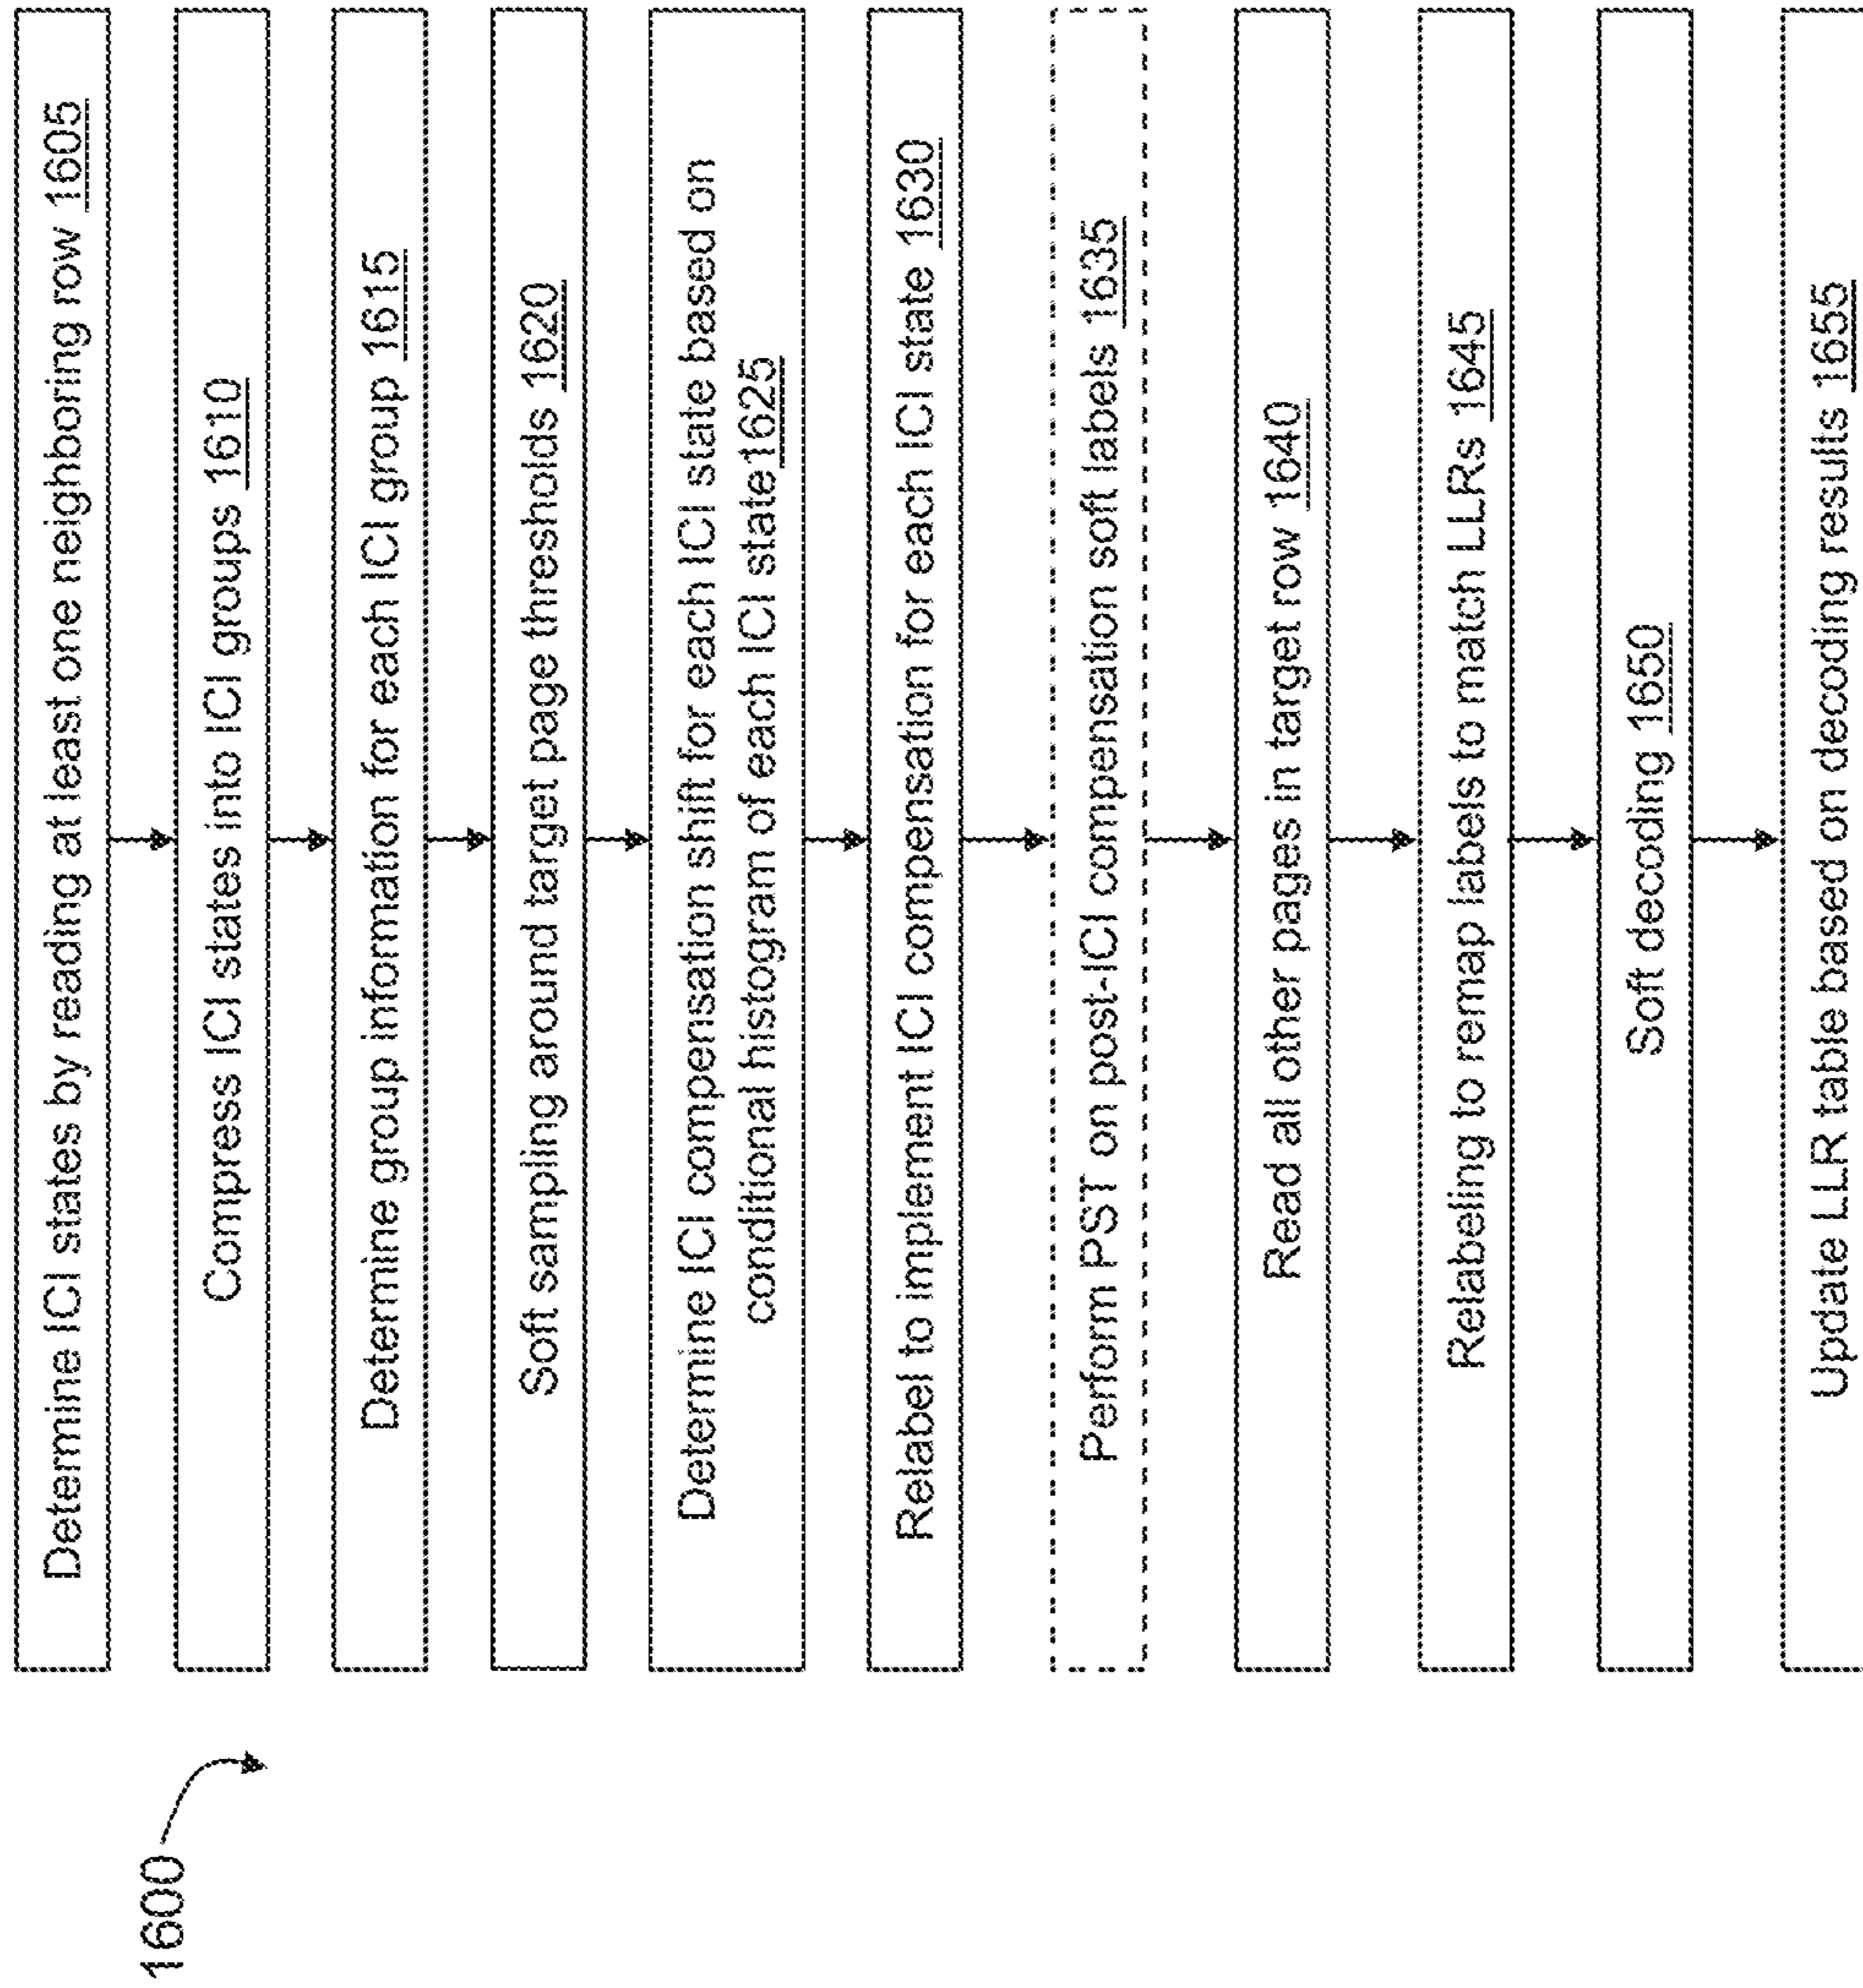 1600
Determine ICI states by reading at least one neighboring row 1605
Compress ICI states into ICI groups 1610
Determine group information for each ICI group 1615
Soft sampling around target page thresholds 1620
Determine ICI compensation shift for each ICI state based on
conditional histogram of each ICI state1625
Relabel to implement ICI compensation for each ICI state 1630
Perform PST on post-ICI compensation soft labels 1635
Read all other pages in target row 1640
Relabeling to remap labels to match LLRs 1645
Soft decoding 1650
Update LLR table based on decoding results 1655